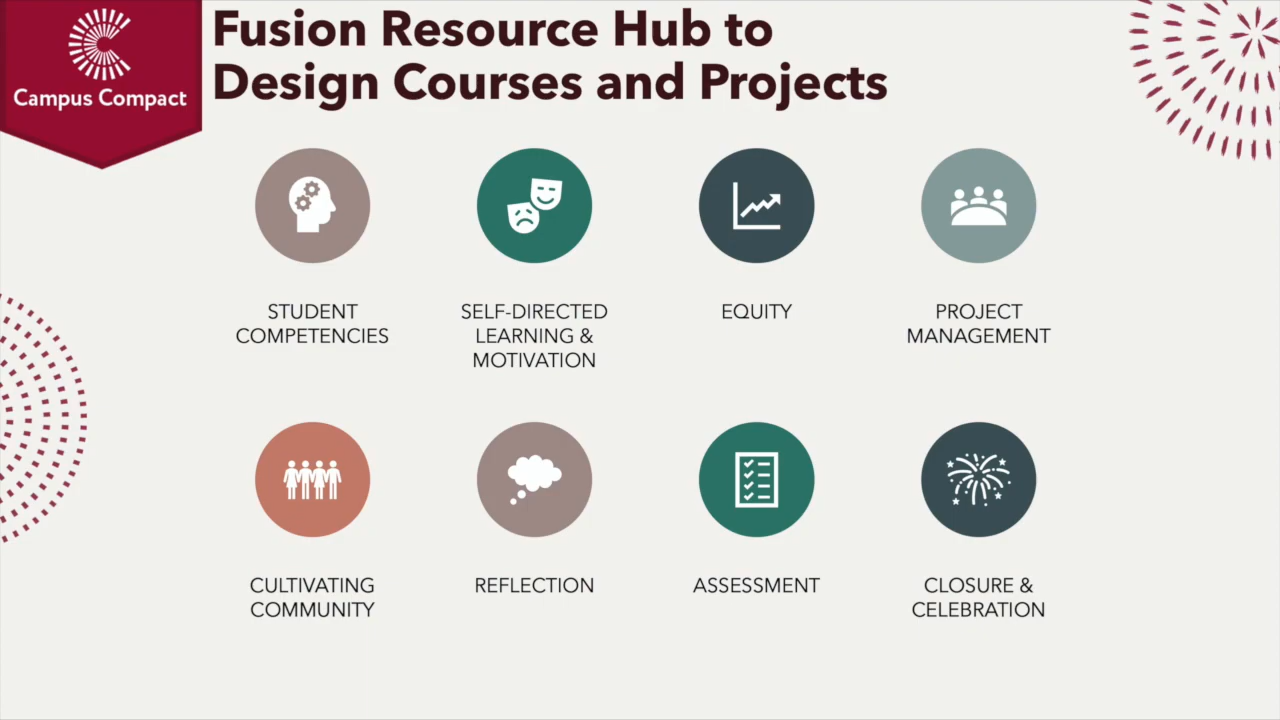 Campus Compact
Fusion Resource Hub to
Design Courses and Projects
STUDENT
COMPETENCIES
SELF-DIRECTED
LEARNING &
MOTIVATION
EQUITY
PROJECT
MANAGEMENT
CULTIVATING
COMMUNITY
REFLECTION
ASSESSMENT
CLOSURE &
CELEBRATION